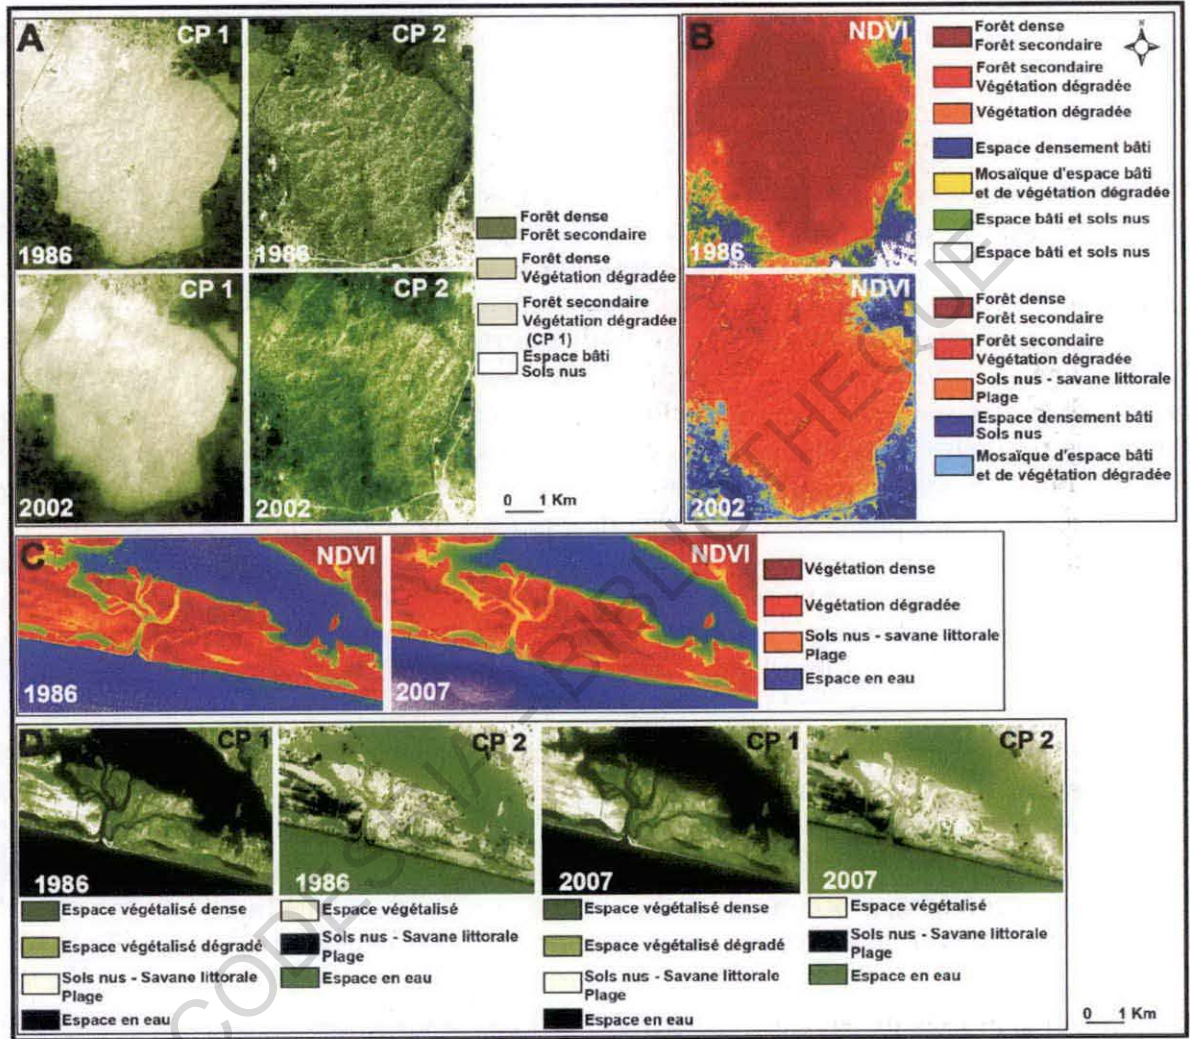 A
CP 1
CP 2
1986
1986
CP 1
CP 2
2002
2002
Forêt dense
Forêt secondaire
Forêt dense
Végétation dégradée
Forêt secondaire
Végétation dégradée
(CP 1)
Espace bâti
Sols nus
0 1 Km
B
NDVI
1986
N
Forêt dense
Forêt secondaire
Forêt secondaire
Végétation dégradée
Végétation dégradée
Espace densement bâti
Mosaïque d'espace bâti
et de végétation dégradée
Espace bâti et sols nus
Espace bâti et sols nus
NDVI
2002
Forêt dense
Forêt secondaire
Forêt secondaire
Végétation dégradée
Sols nus - savane littorale
Plage
Espace densement bâti
Sols nus
Mosaïque d'espace bâti
et de végétation dégradée
C
NDVI
1986
NDVI
2007
Végétation dense
Végétation dégradée
Sols nus - savane littorale
Plage
Espace en eau
D
CP 1
1986
CP 2
1986
CP 1
2007
CP 2
2007
Espace végétalisé dense
Espace végétalisé dégradé
Sols nus - Savane littorale
Plage
Espace en eau
Espace végétalisé
Sols nus - Savane littorale
Plage
Espace en eau
Espace végétalisé dense
Espace végétalisé dégradé
Sols nus - Savane littorale
Plage
Espace en eau
Espace végétalisé
Sols nus - Savane littorale
Plage
Espace en eau
0 1 Km
CODESRIA - BIBLIOTHEQUE